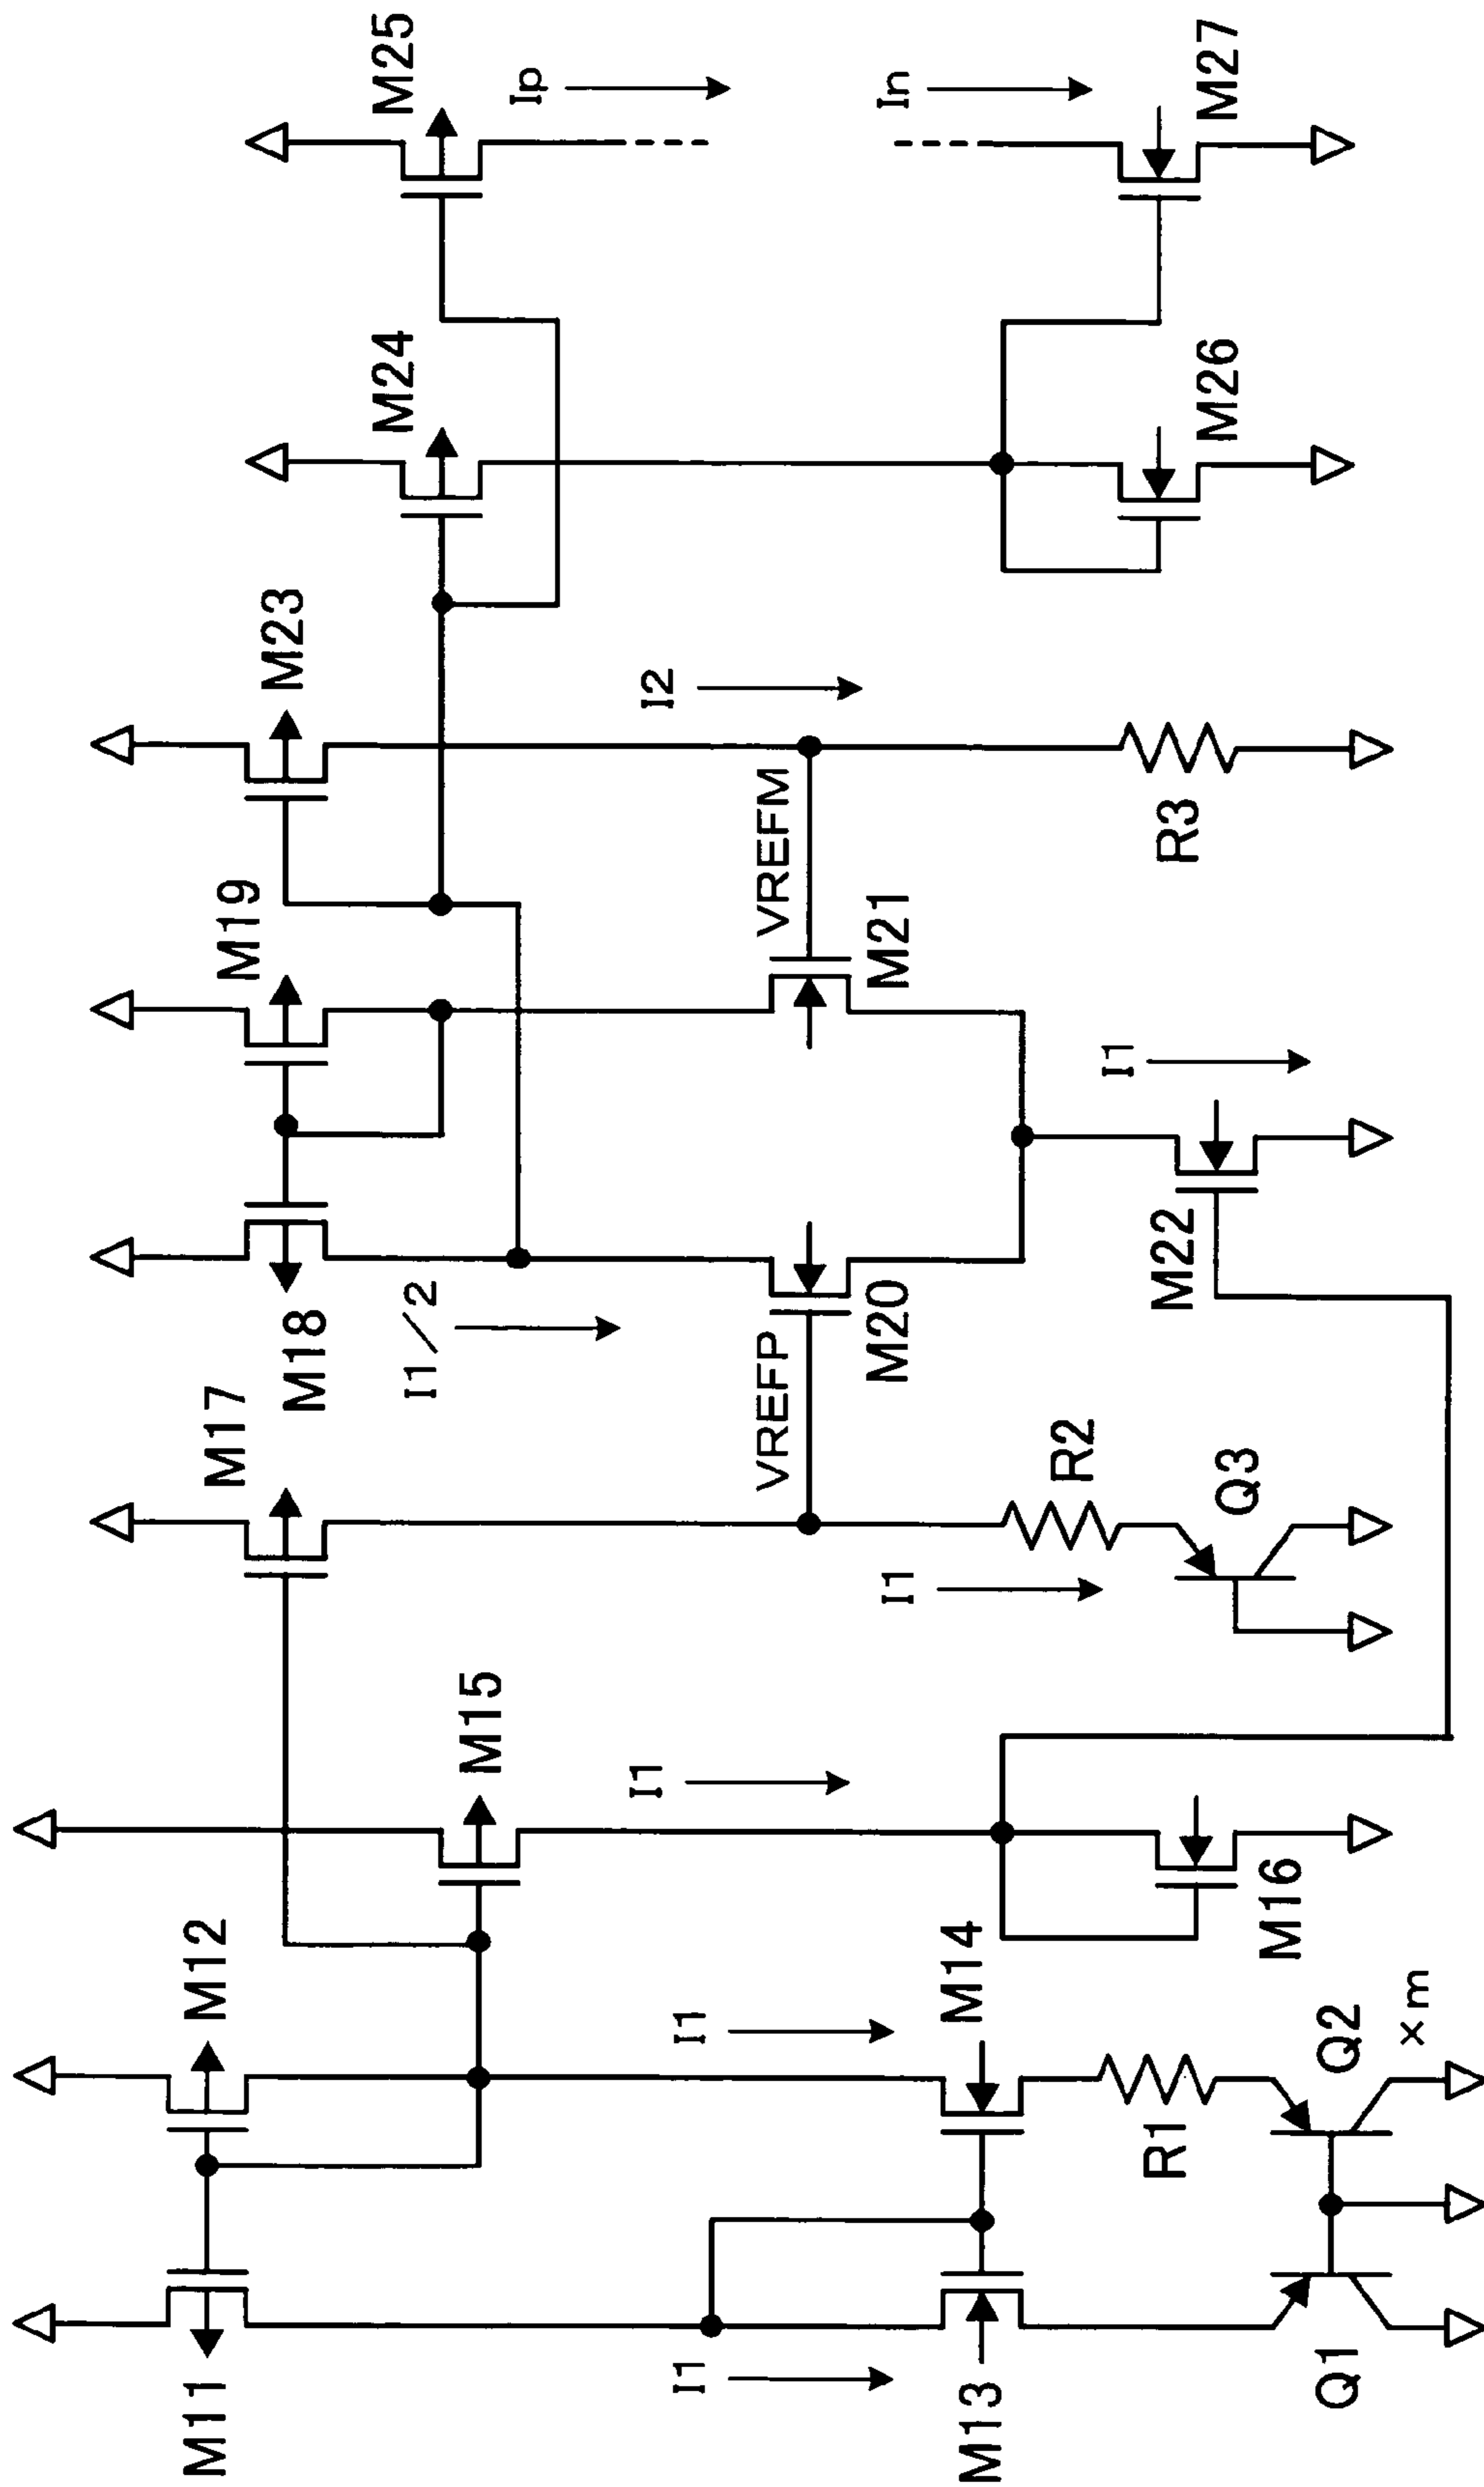 M11
M12
M15
M17
M18
M19
M23
M24
M25
I1
I1
I1
I1/2
I2
Ip
VREFP
VREFM
M13
M14
I1
M20
M21
In
R1
M16
R2
M22
I1
R3
M26
M27
Q1
Q2
×m
Q3